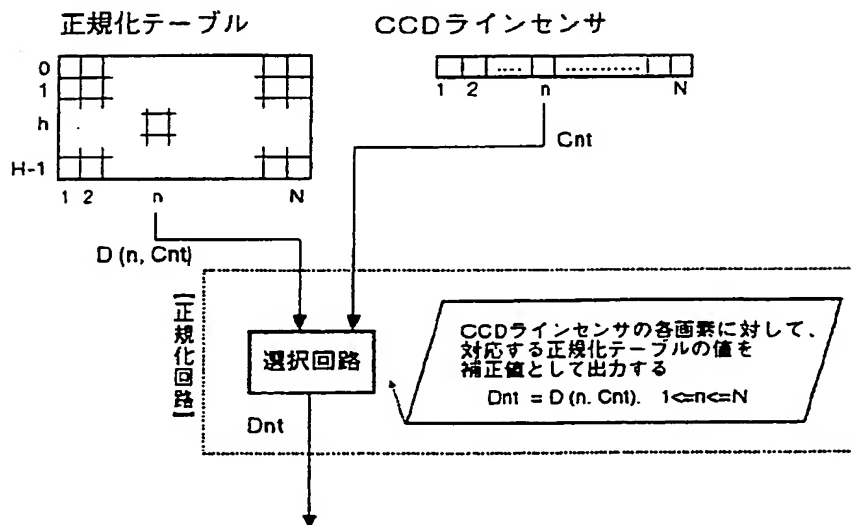 正規化テーブル
CCDラインセンサ
0
1
h
H-1
1 2 n N
1 2 n N
Cnt
D (n, Cnt)
【正規化回路】
選択回路
CCDラインセンサの各画素に対して、
対応する正規化テーブルの値を
補正値として出力する
Dnt = D (n. Cnt). 1<=n<=N
Dnt